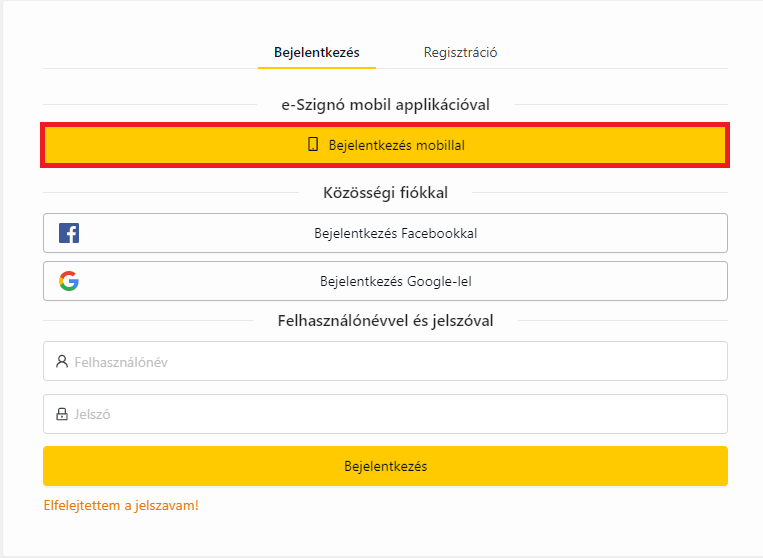 Bejelentkezés
Regisztráció
e-Szignó mobil applikációval
Bejelentkezés mobillal
Közösségi fiókkal
Bejelentkezés Facebookkal
Bejelentkezés Google-lel
Felhasználónévvel és jelszóval
Felhasználónév
Jelszó
Bejelentkezés
Elfelejtettem a jelszavam!